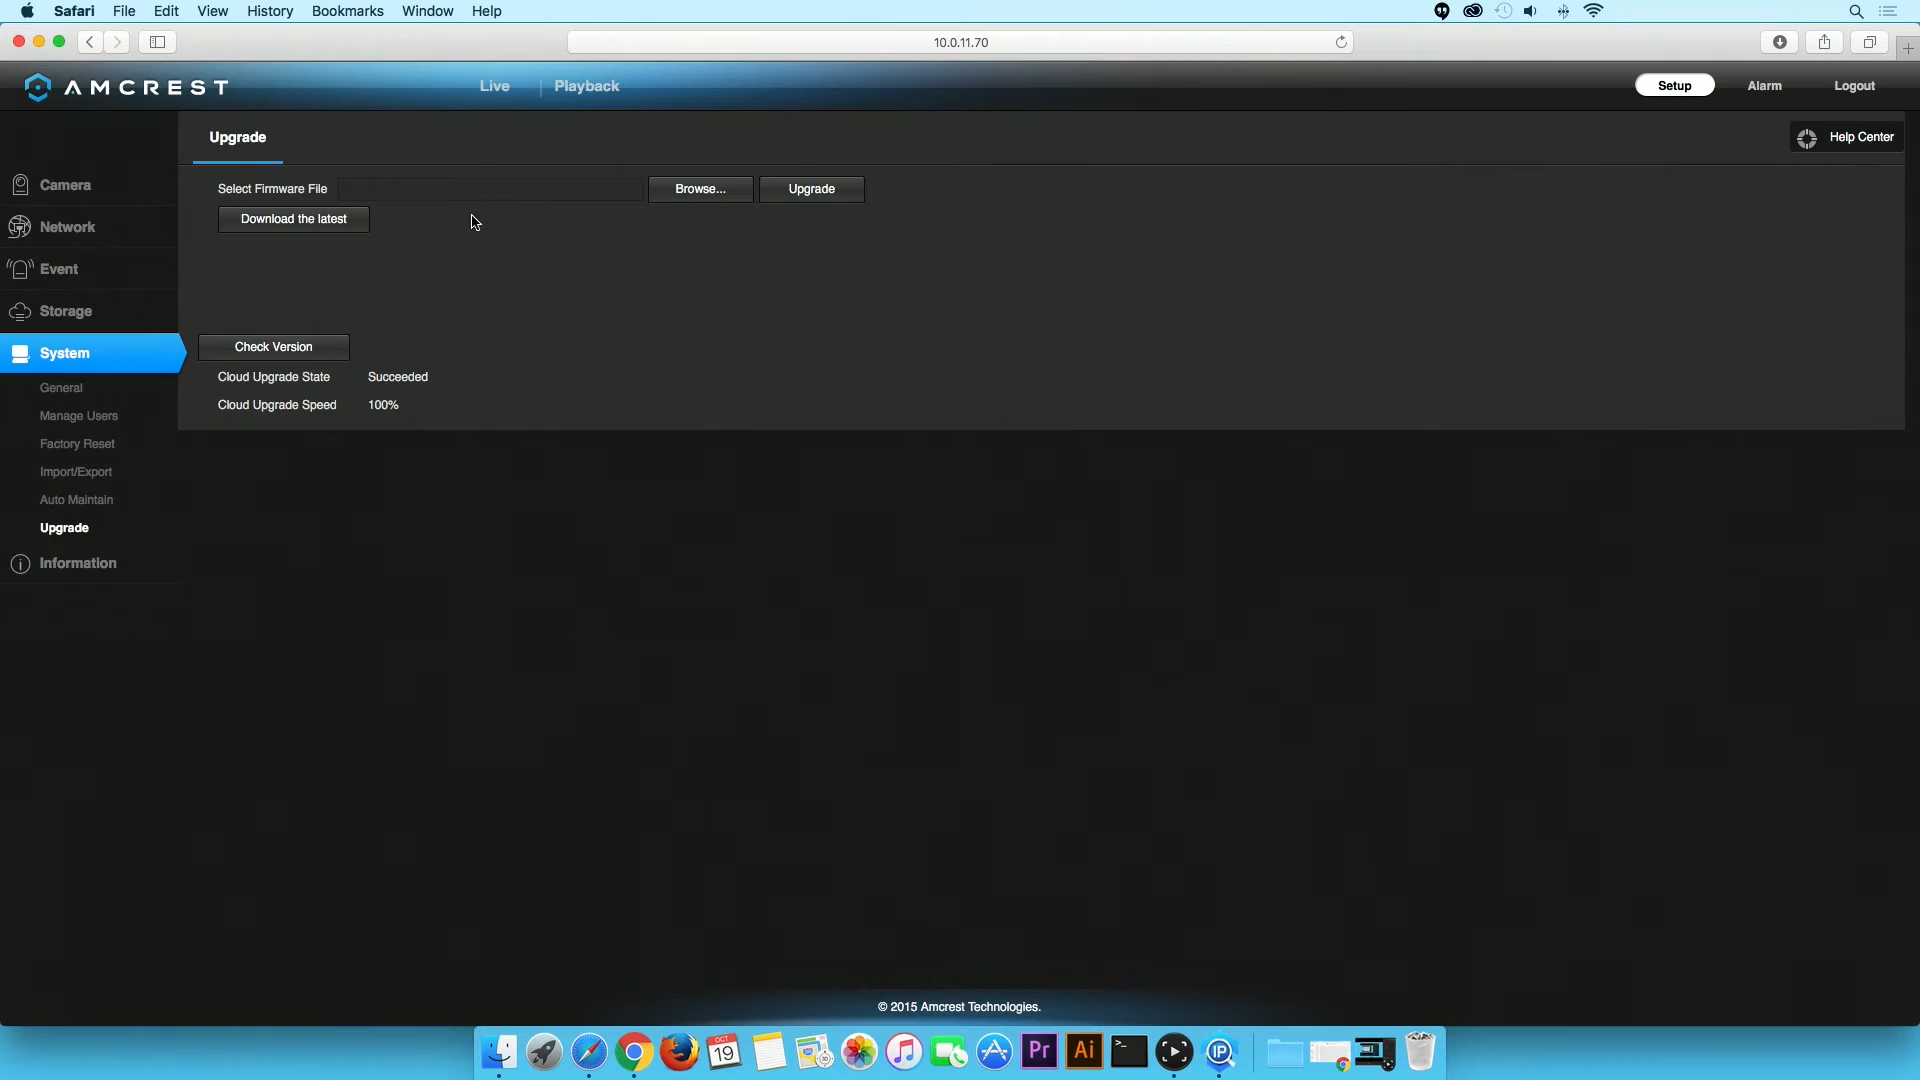 Safari File Edit View History Bookmarks Window Help
10.0.11.70
AMCREST Live Playback Setup Alarm Logout
Upgrade Help Center
Select Firmware File Browse... Upgrade
Download the latest
Camera
Network
Event
Storage
System
General
Manage Users
Factory Reset
Import/Export
Auto Maintain
Upgrade
Information
Check Version
Cloud Upgrade State Succeeded
Cloud Upgrade Speed 100%
© 2015 Amcrest Technologies.
OCT
19
Pr
Ai
IP